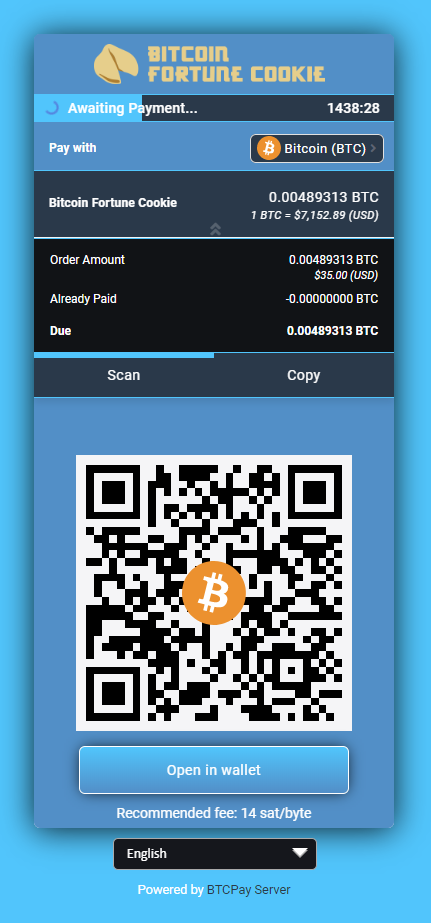 BITCOIN
FORTUNE COOKIE
Awaiting Payment... 1438:28
Pay with Bitcoin (BTC)
Bitcoin Fortune Cookie 0.00489313 BTC
1 BTC = $7,152.89 (USD)
Order Amount 0.00489313 BTC
$35.00 (USD)
Already Paid -0.00000000 BTC
Due 0.00489313 BTC
Scan Copy
Open in wallet
Recommended fee: 14 sat/byte
English
Powered by BTCPay Server